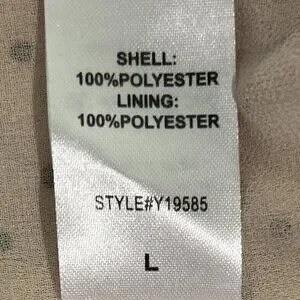 SHELL:
100%POLYESTER
LINING:
100%POLYESTER
STYLE#Y19585
L